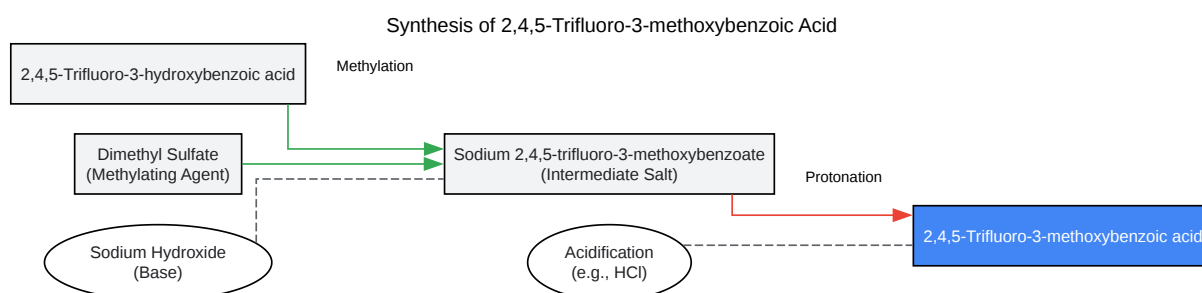 Synthesis of 2,4,5-Trifluoro-3-methoxybenzoic Acid
2,4,5-Trifluoro-3-hydroxybenzoic acid
Methylation
Dimethyl Sulfate
(Methylating Agent)
Sodium 2,4,5-trifluoro-3-methoxybenzoate
(Intermediate Salt)
Protonation
2,4,5-Trifluoro-3-methoxybenzoic acid
Sodium Hydroxide
(Base)
Acidification
(e.g., HCl)